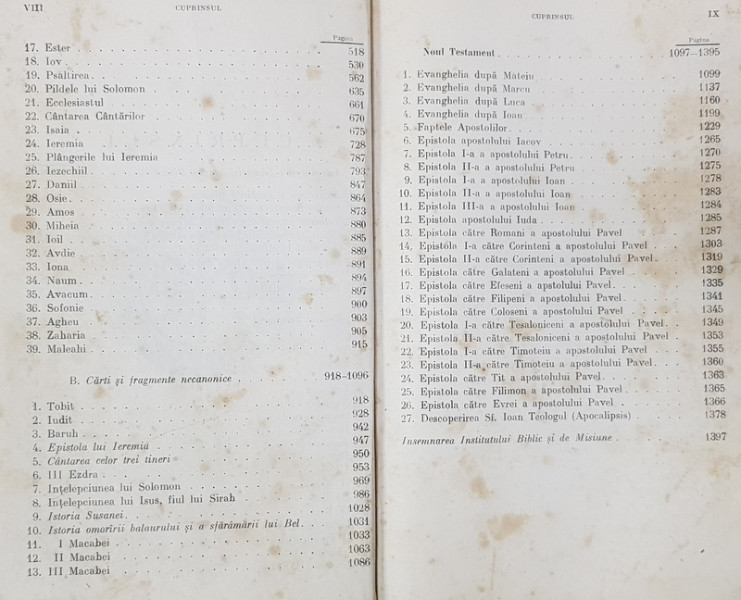 VIII CUPRINSUL
Pagina
17. Ester . . . 518
18. Iov . . . 530
19. Psaltirea . . . 562
20. Pildele lui Solomon . . . 635
21. Ecclesiastul . . . 661
22. Cântarea Cântărilor . . . 670
23. Isaia . . . 675
24. Ieremia . . . 728
25. Plângerile lui Ieremia . . . 787
26. Iezechiil . . . 793
27. Daniil . . . 847
28. Osie . . . 864
29. Amos . . . 873
30. Miheia . . . 880
31. Ioil . . . 885
32. Avdie . . . 889
33. Iona . . . 891
34. Naum . . . 894
35. Avacum . . . 897
36. Sofonie . . . 900
37. Agheu . . . 903
38. Zaharia . . . 905
39. Maleahi . . . 915
B. Cărti și fragmente necanonice . . . 918-1096
1. Tobit . . . 918
2. Iudit . . . 928
3. Baruh . . . 942
4. Epistola lui Ieremia . . . 947
5. Cântarea celor trei tineri . . . 950
6. III Ezdra . . . 953
7. Intelepciunea lui Solomon . . . 969
8. Intelepciunea lui Isus, fiul lui Sirah . . . 986
9. Istoria Susanei . . . 1028
10. Istoria omorîrii balaurului și a sfărâmării lui Bel . . . 1031
11. I Macabei . . . 1033
12. II Macabei . . . 1063
13. III Macabei . . . 1086
CUPRINSUL IX
Pagina
Noul Testament . . . 1097—1395
1. Evanghelia după Mateiu . . . 1099
2. Evanghelia după Marcu . . . 1137
3. Evanghelia după Luca . . . 1160
4. Evanghelia după Ioan . . . 1199
5. Faptele Apostolilor . . . 1229
6. Epistola apostolului Iacov . . . 1265
7. Epistola I-a a apostolului Petru . . . 1270
8. Epistola II-a a apostolului Petru . . . 1275
9. Epistola I-a a apostolului Ioan . . . 1278
10. Epistola II-a a apostolului Ioan . . . 1283
11. Epistola III-a a apostolului Ioan . . . 1284
12. Epistola apostolului Iuda . . . 1285
13. Epistola către Romani a apostolului Pavel . . . 1287
14. Epistola I-a către Corinteni a apostolului Pavel . . . 1303
15. Epistola II-a către Corinteni a apostolului Pavel . . . 1319
16. Epistola către Galateni a apostolului Pavel . . . 1329
17. Epistola către Efeseni a apstolului Pavel . . . 1335
18. Epistola către Filipeni a apostolului Pavel . . . 1341
19. Epistola către Coloseni a apostolului Pavel . . . 1345
20. Epistola I-a către Tesaloniceni a apostolului Pavel . . . 1349
21. Epistola II-a către Tesaloniceni a apostolului Pavel . . . 1353
22. Epistola I-a către Timoteiu a apostolului Pavel . . . 1355
23. Epistola II-a către Timoteiu a apostolului Pavel . . . 1360
24. Epistola către Tit a apostolului Pavel . . . 1363
25. Epistola către Filimon a apostolului Pavel . . . 1365
26. Epistola către Evrei a apostolului Pavel . . . 1366
27. Descoperirea Sf. Ioan Teologul (Apocalipsis) . . . 1378
Insemnarea Institutului Biblic și de Misiune . . . 1397